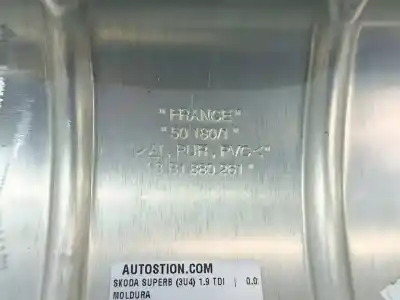 "FRANCE"
"50 180/1"
>AL, PUR, PVC<"
"3 B1 880 261"
AUTOSTION.COM
SKODA SUPERB (3U4) 1.9 TDI | 0.0
MOLDURA